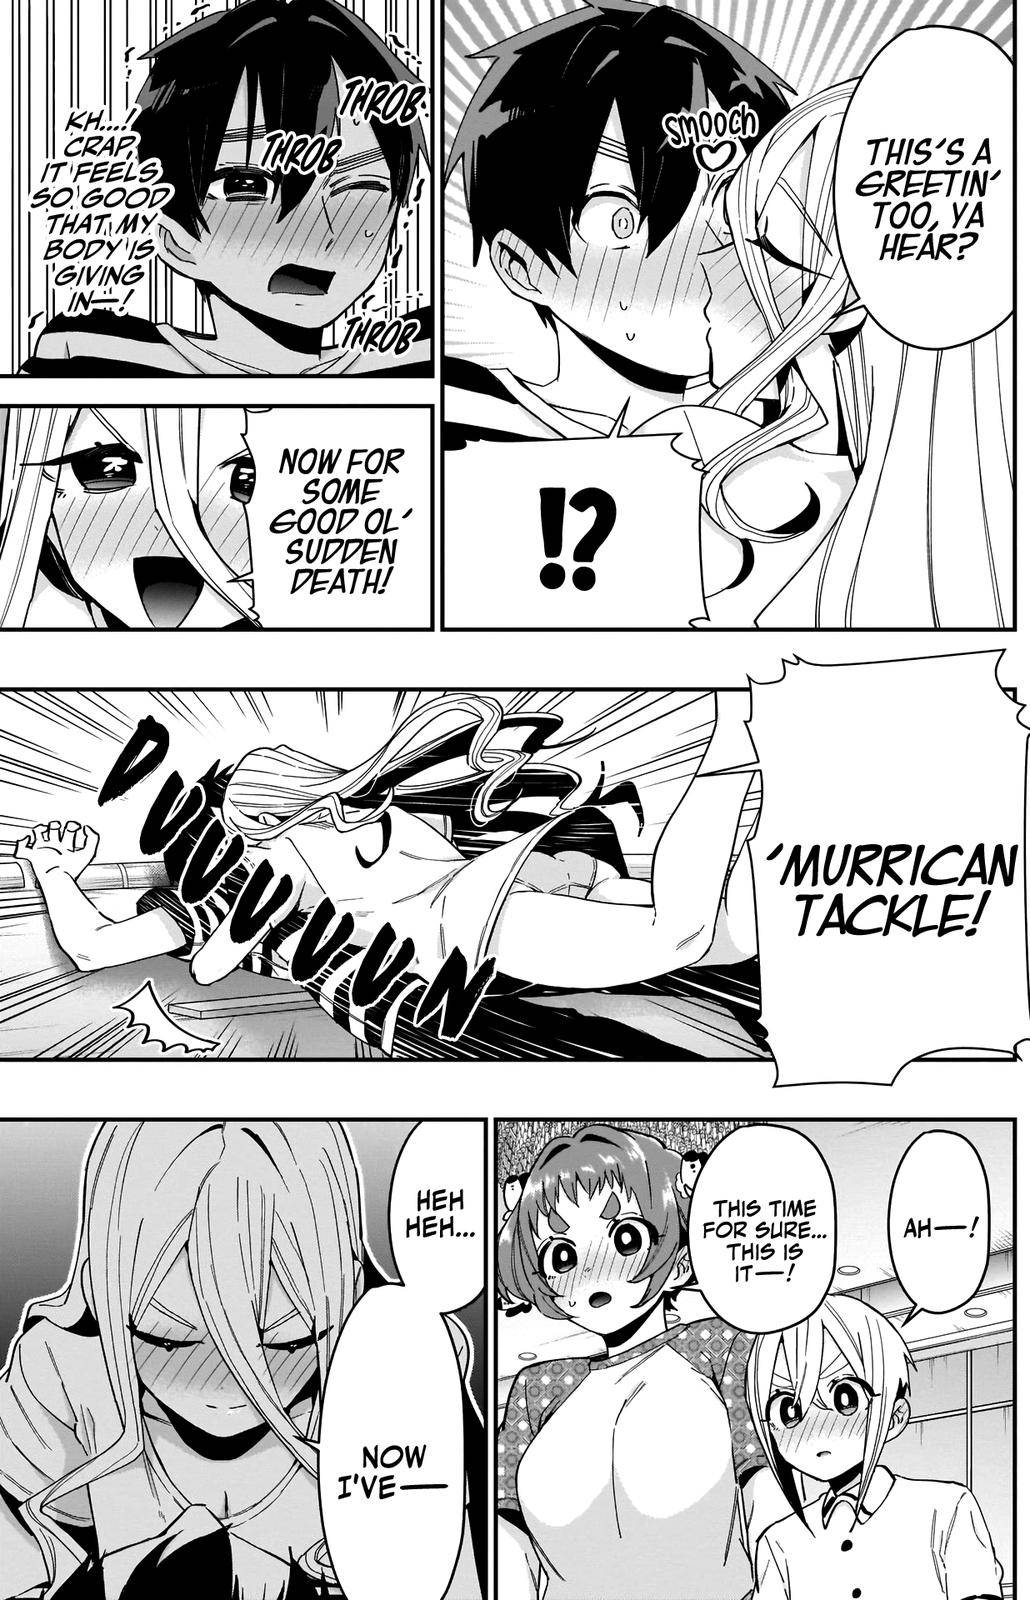 THIS'S A
GREETIN'
TOO, YA
HEAR?
SMOOCH
!?
THROB
THROB
THROB
KH...!
CRAP,
IT FEELS
SO GOOD
THAT MY
BODY IS
GIVING
IN—!
NOW FOR
SOME
GOOD OL'
SUDDEN
DEATH!
'MURRICAN
TACKLE!
DUUUUUUN
AH—!
THIS TIME
FOR SURE...
THIS IS
IT—!
HEH
HEH...
NOW
I'VE—